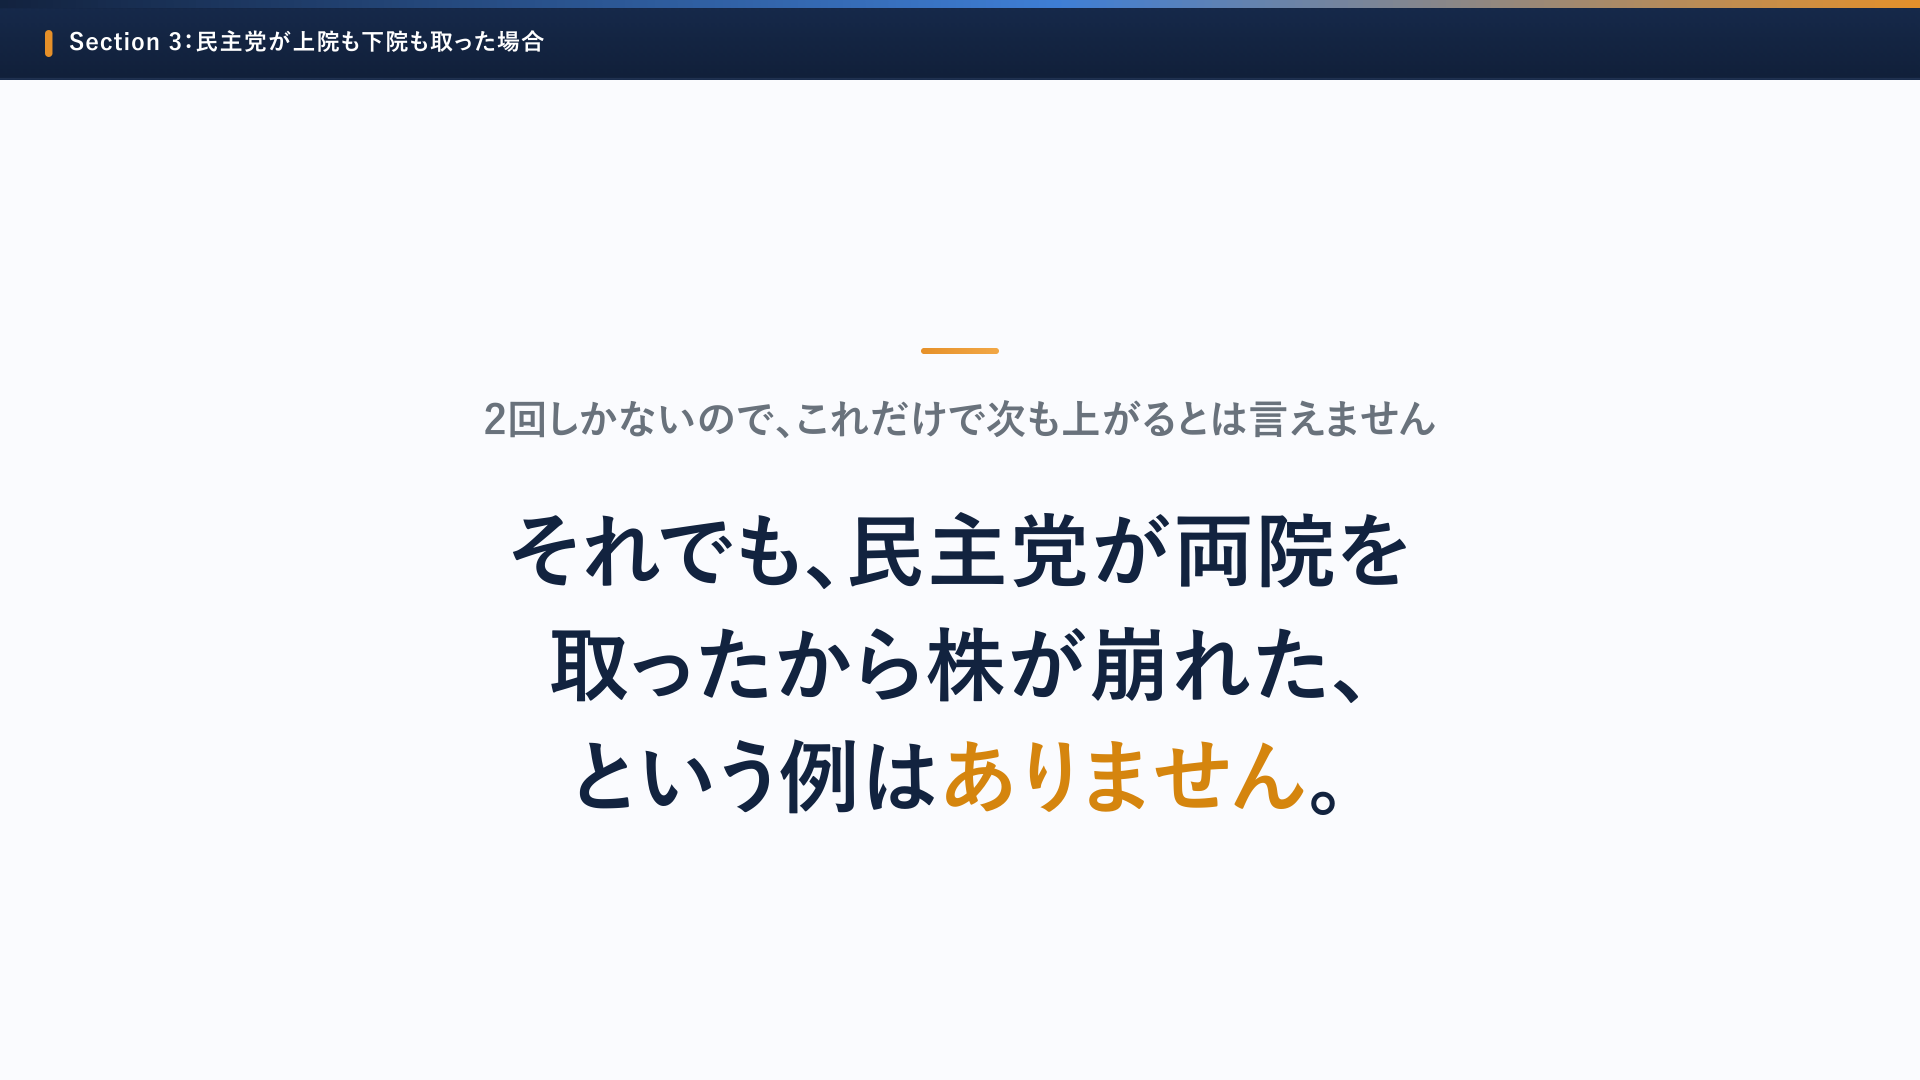 Section 3：民主党が上院も下院も取った場合
2回しかないので、これだけで次も上がるとは言えません
それでも、民主党が両院を
取ったから株が崩れた、
という例はありません。